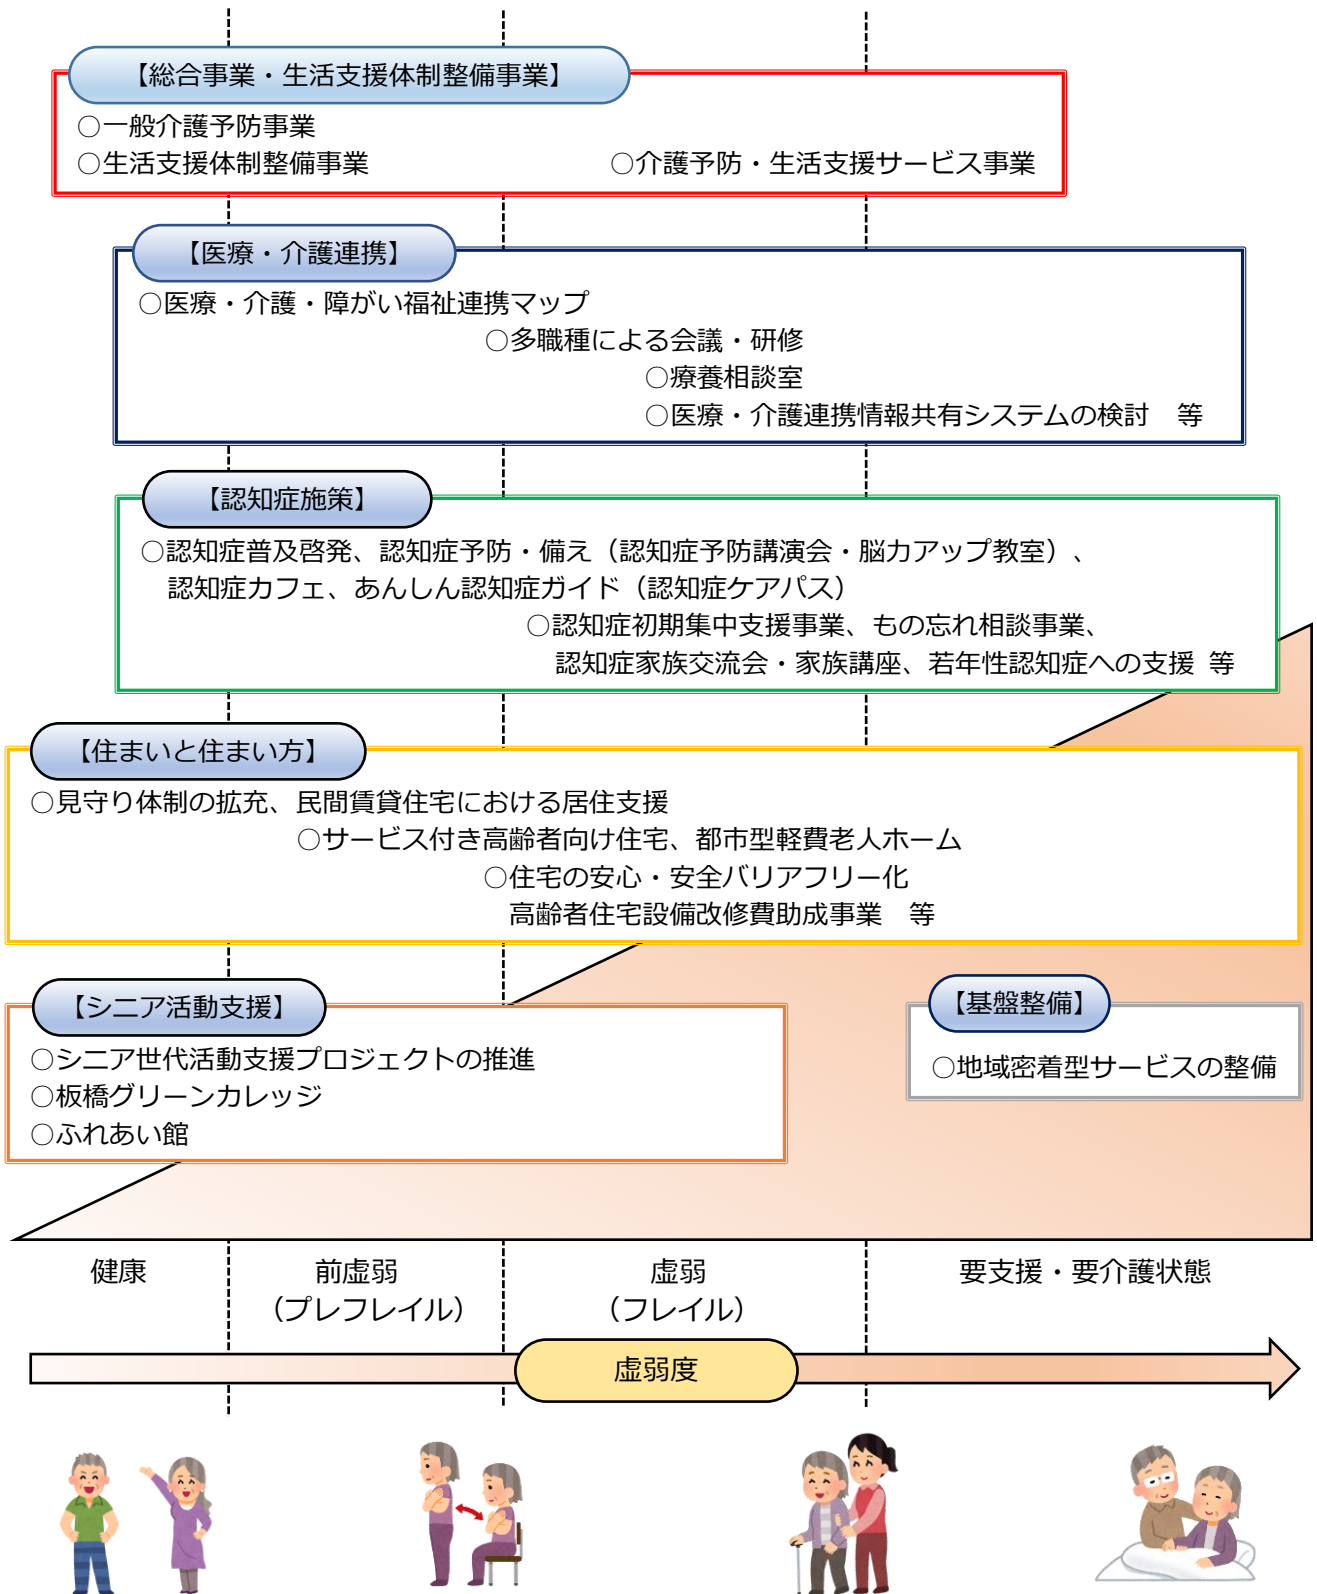 【総合事業・生活支援体制整備事業】
○一般介護予防事業
○生活支援体制整備事業　○介護予防・生活支援サービス事業
【医療・介護連携】
○医療・介護・障がい福祉連携マップ
○多職種による会議・研修
○療養相談室
○医療・介護連携情報共有システムの検討　等
【認知症施策】
○認知症普及啓発、認知症予防・備え（認知症予防講演会・脳力アップ教室）、
認知症カフェ、あんしん認知症ガイド（認知症ケアパス）
○認知症初期集中支援事業、もの忘れ相談事業、
認知症家族交流会・家族講座、若年性認知症への支援 等
【住まいと住まい方】
○見守り体制の拡充、民間賃貸住宅における居住支援
○サービス付き高齢者向け住宅、都市型軽費老人ホーム
○住宅の安心・安全バリアフリー化
高齢者住宅設備改修費助成事業　等
【シニア活動支援】
○シニア世代活動支援プロジェクトの推進
○板橋グリーンカレッジ
○ふれあい館
【基盤整備】
○地域密着型サービスの整備
健康　前虚弱　虚弱　要支援・要介護状態
（プレフレイル）　（フレイル）
虚弱度